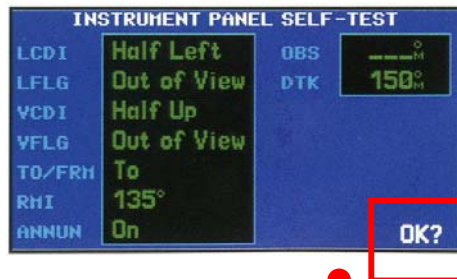 INSTRUMENT PANEL SELF-TEST
LCDI Half Left OBS ___°M
LFLG Out of View DTK 150°M
VCDI Half Up
VFLG Out of View
TO/FRM To
RMI 135°
ANNUN On OK?